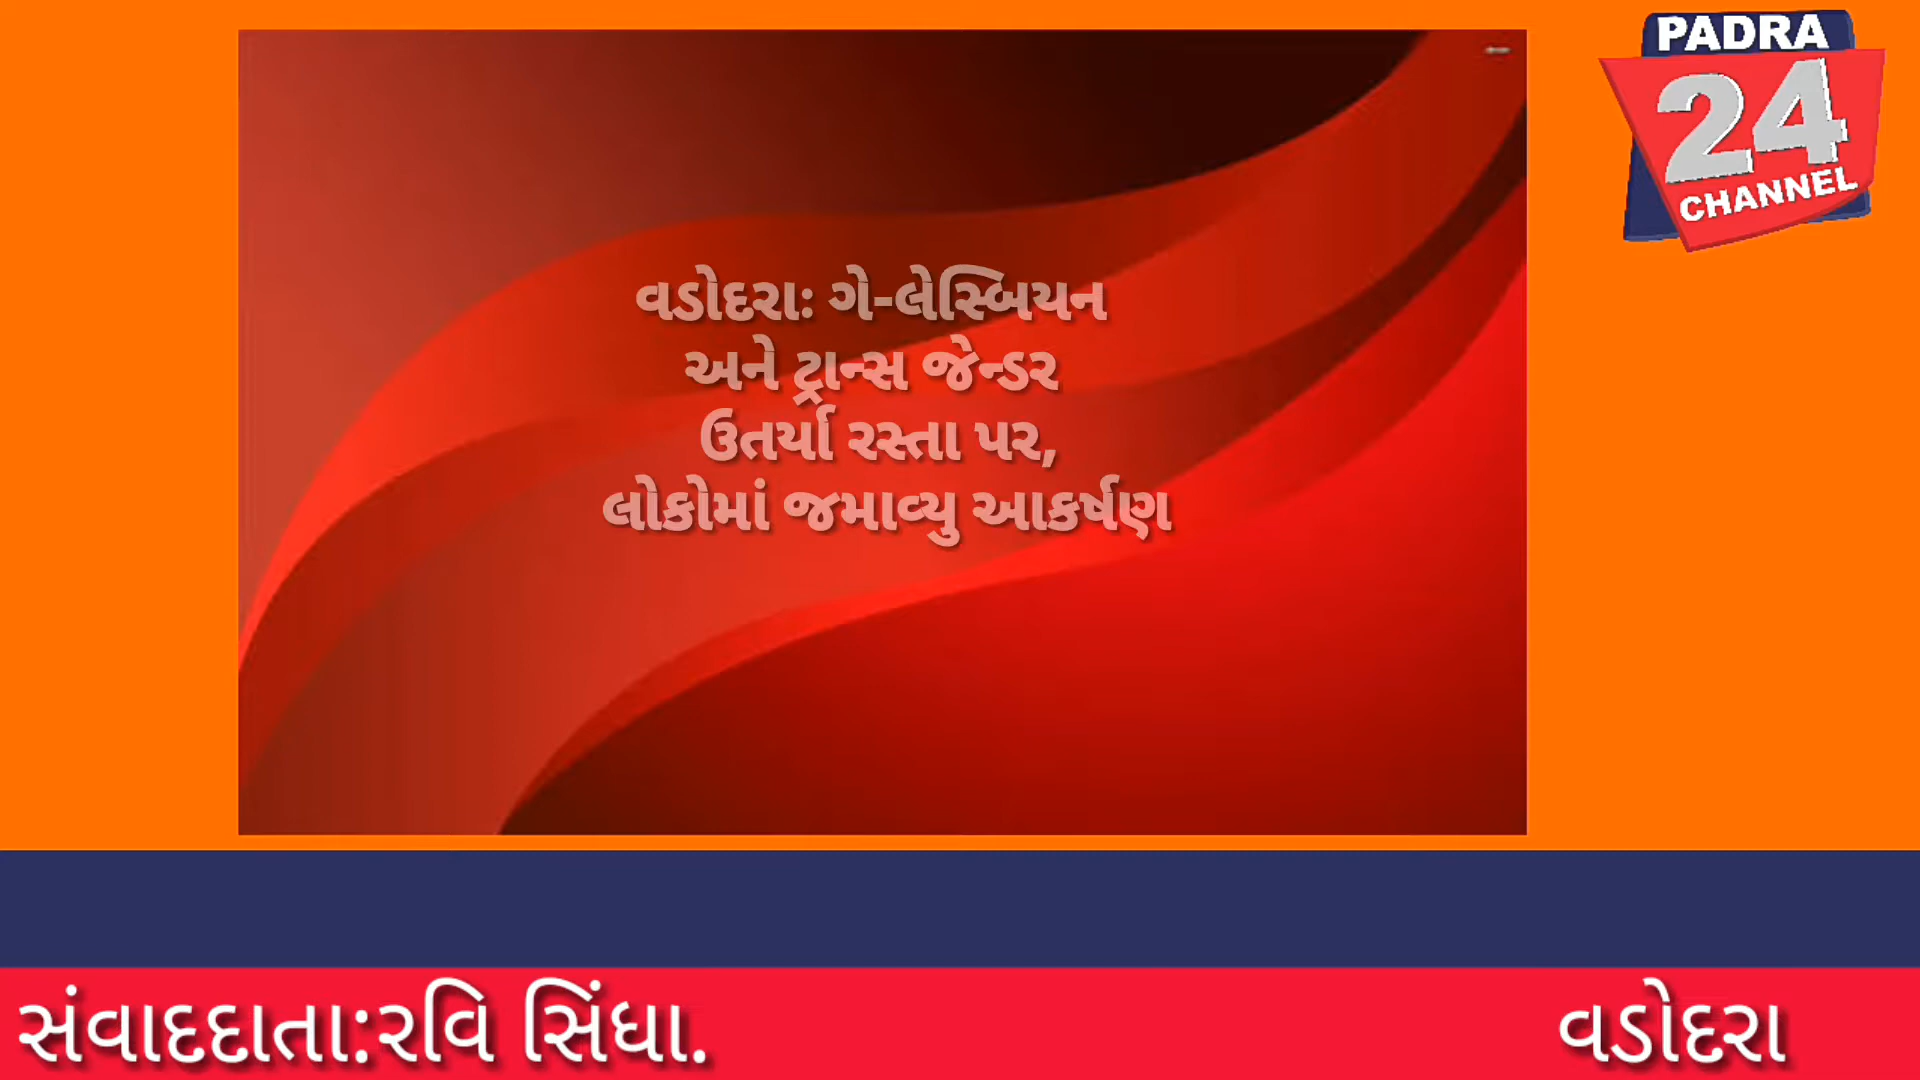 PADRA
24
CHANNEL
વડોદરાઃ ગે-લેસ્બિયન
અને ટ્રાન્સ જેન્ડર
ઉતર્યા રસ્તા પર,
લોકોમાં જમાવ્યુ આકર્ષણ
સંવાદદાતા:રવિ સિંધા.
વડોદરા